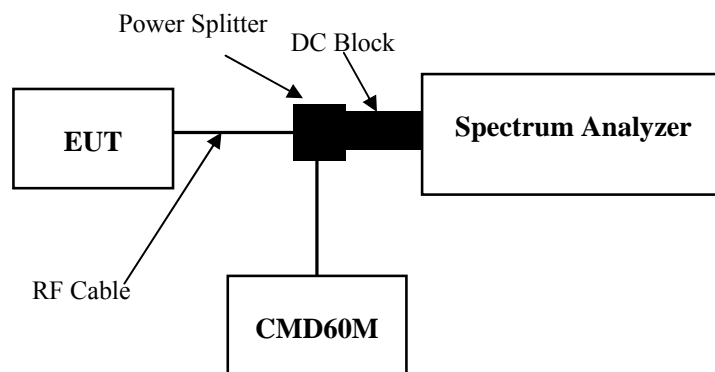 Power Splitter
DC Block
EUT
Spectrum Analyzer
RF Cable
CMD60M